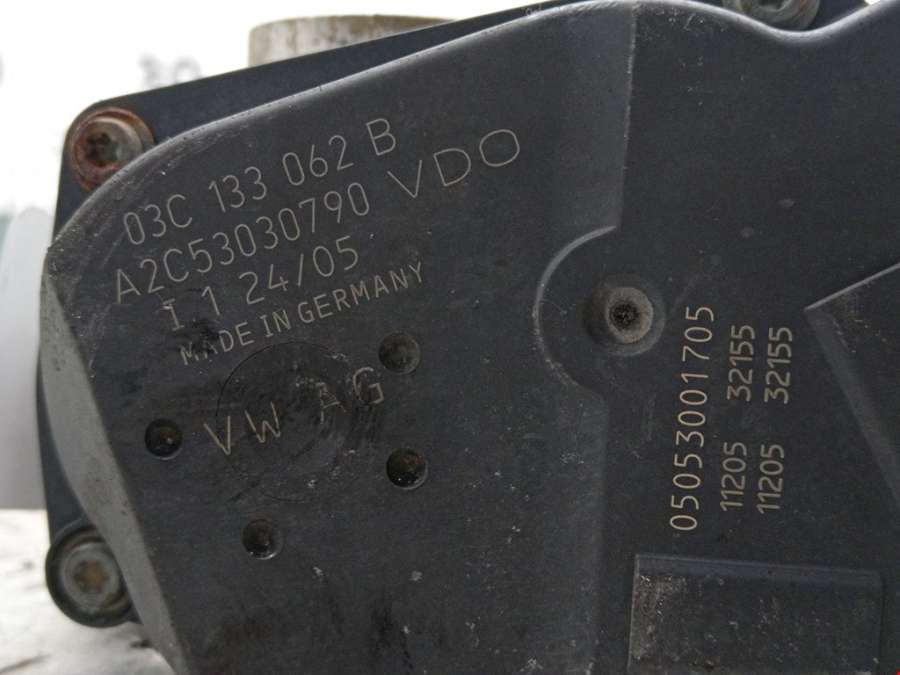 03C 133 062 B
A2C53030790 VDO
I 1 24/05
MADE IN GERMANY
VW AG
05053001705
11205 32155
11205 32155